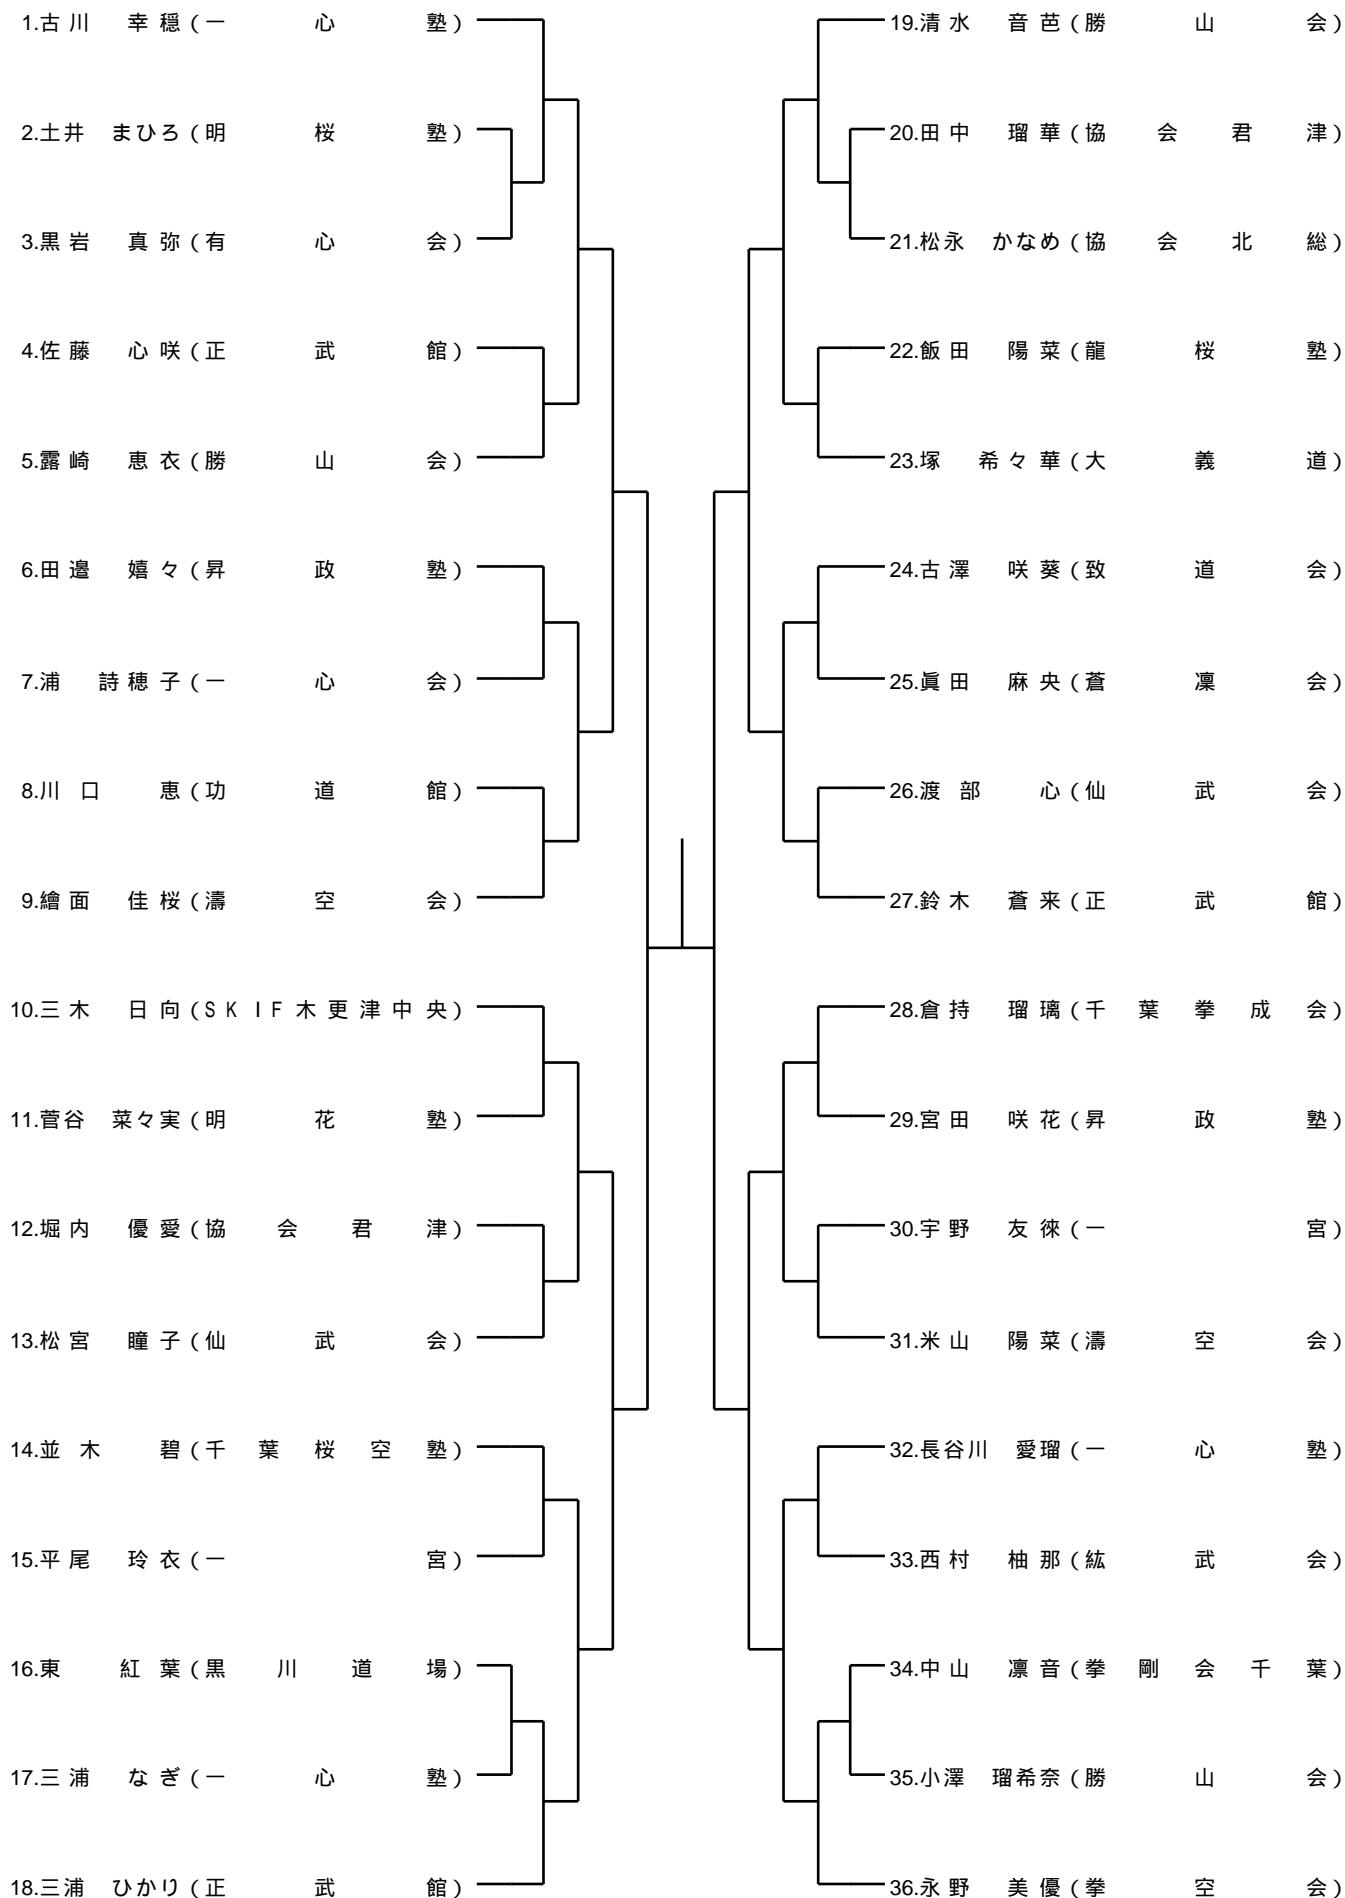 1.古川 幸穏(一心塾)
2.土井 まひろ(明桜塾)
3.黒岩 真弥(有心会)
4.佐藤 心咲(正武館)
5.露崎 恵衣(勝山会)
6.田邉 嬉々(昇政塾)
7.浦 詩穂子(一心会)
8.川口 恵(功道館)
9.繪面 佳桜(濤空会)
10.三木 日向(SKIF木更津中央)
11.菅谷 菜々実(明花塾)
12.堀内 優愛(協会君津)
13.松宮 瞳子(仙武会)
14.並木 碧(千葉桜空塾)
15.平尾 玲衣(一宮)
16.東 紅葉(黒川道場)
17.三浦 なぎ(一心塾)
18.三浦 ひかり(正武館)
19.清水 音芭(勝山会)
20.田中 瑠華(協会君津)
21.松永 かなめ(協会北総)
22.飯田 陽菜(龍桜塾)
23.塚 希々華(大義道)
24.古澤 咲葵(致道会)
25.眞田 麻央(蒼凜会)
26.渡部 心(仙武会)
27.鈴木 蒼来(正武館)
28.倉持 瑠璃(千葉拳成会)
29.宮田 咲花(昇政塾)
30.宇野 友徠(一宮)
31.米山 陽菜(濤空会)
32.長谷川 愛瑠(一心塾)
33.西村 柚那(紘武会)
34.中山 凛音(拳剛会千葉)
35.小澤 瑠希奈(勝山会)
36.永野 美優(拳空会)